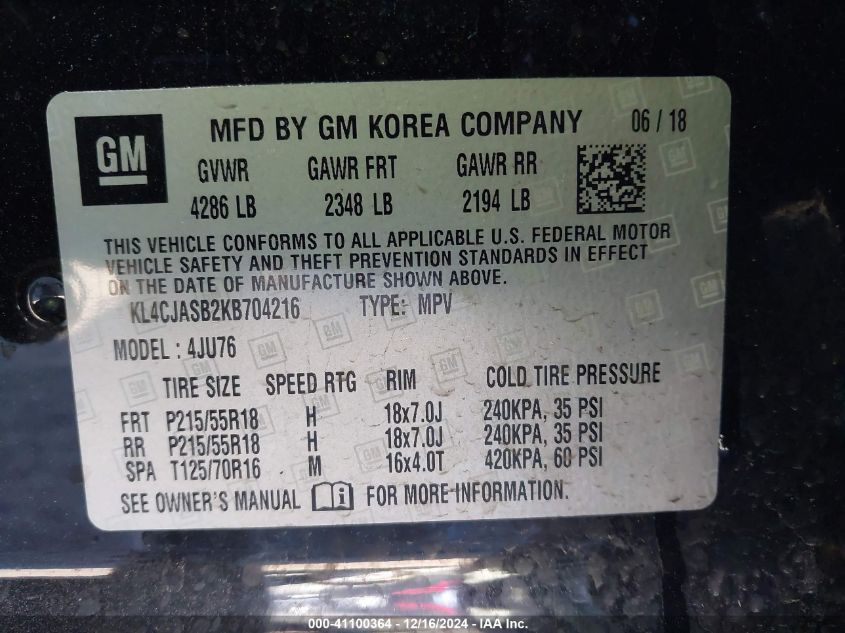 GM MFD BY GM KOREA COMPANY 06 / 18
GVWR GAWR FRT GAWR RR
4286 LB 2348 LB 2194 LB
THIS VEHICLE CONFORMS TO ALL APPLICABLE U.S. FEDERAL MOTOR
VEHICLE SAFETY AND THEFT PREVENTION STANDARDS IN EFFECT
ON THE DATE OF MANUFACTURE SHOWN ABOVE.
KL4CJASB2KB704216 TYPE: MPV
MODEL : 4JU76
TIRE SIZE SPEED RTG RIM COLD TIRE PRESSURE
FRT P215/55R18 H 18x7.0J 240KPA, 35 PSI
RR P215/55R18 H 18x7.0J 240KPA, 35 PSI
SPA T125/70R16 M 16x4.0T 420KPA, 60 PSI
SEE OWNER'S MANUAL i FOR MORE INFORMATION.
000-41100364 - 12/16/2024 - IAA Inc.